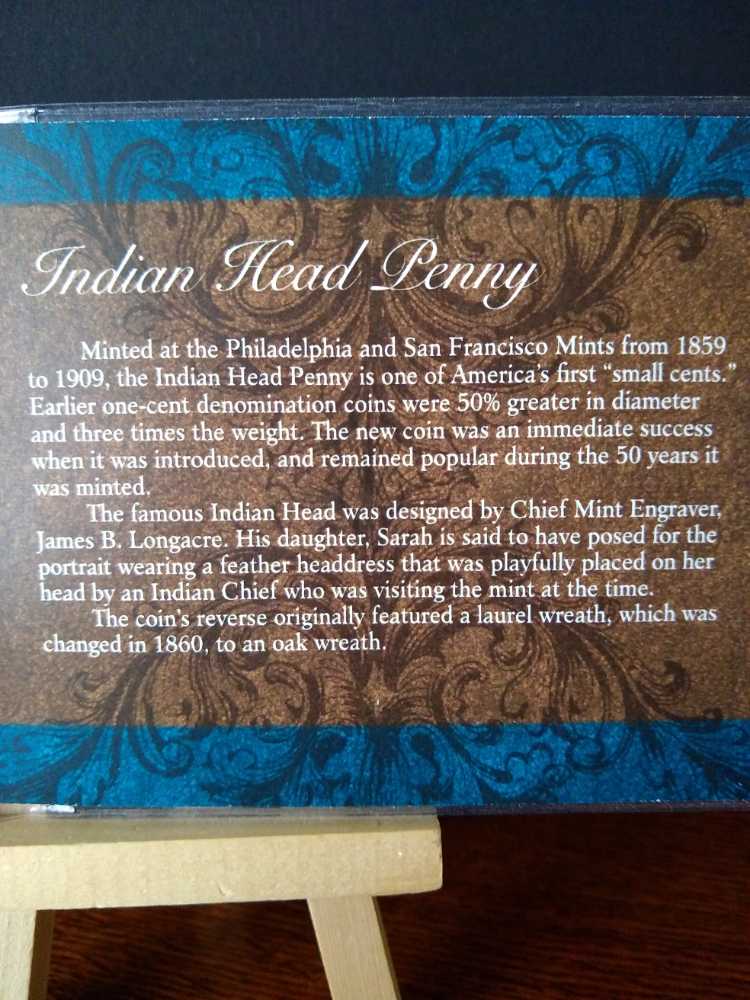 Indian Head Penny
Minted at the Philadelphia and San Francisco Mints from 1859
to 1909, the Indian Head Penny is one of America's first “small cents.”
Earlier one-cent denomination coins were 50% greater in diameter
and three times the weight. The new coin was an immediate success
when it was introduced, and remained popular during the 50 years it
was minted.
The famous Indian Head was designed by Chief Mint Engraver,
James B. Longacre. His daughter, Sarah is said to have posed for the
portrait wearing a feather headdress that was playfully placed on her
head by an Indian Chief who was visiting the mint at the time.
The coin's reverse originally featured a laurel wreath, which was
changed in 1860, to an oak wreath.